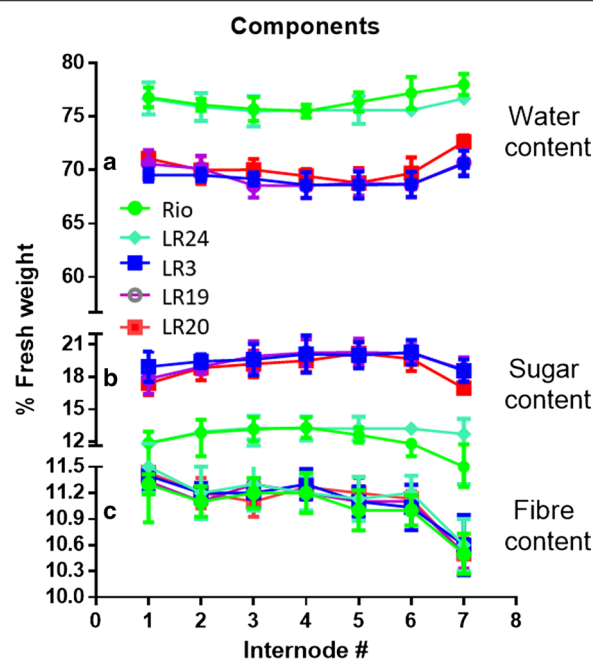 Components
80
75
70
65
60
a
Water
content
Rio
LR24
LR3
LR19
LR20
% Fresh weight
21
18
15
12
b
Sugar
content
11.5
11.2
10.9
10.6
10.3
10.0
c
Fibre
content
0 1 2 3 4 5 6 7 8
Internode #